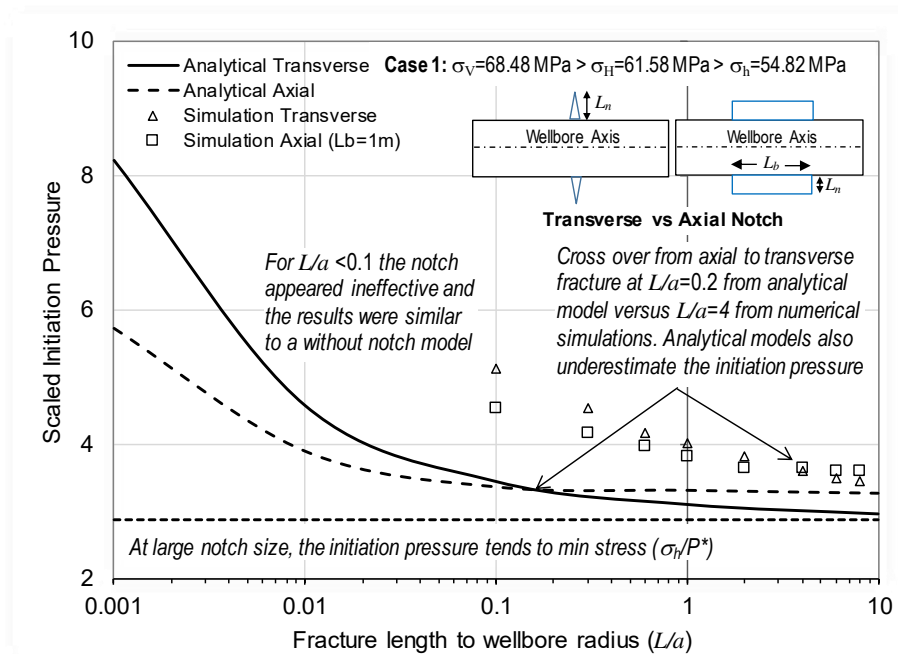 10
8
6
4
2
Scaled Initiation Pressure
Analytical Transverse
Analytical Axial
Simulation Transverse
Simulation Axial (Lb=1m)
Case 1: σV=68.48 MPa > σH=61.58 MPa > σh=54.82 MPa
Ln
Wellbore Axis
Wellbore Axis
Lb
Ln
Transverse vs Axial Notch
For L/a <0.1 the notch
appeared ineffective and
the results were similar
to a without notch model
Cross over from axial to transverse
fracture at L/a=0.2 from analytical
model versus L/a=4 from numerical
simulations. Analytical models also
underestimate the initiation pressure
At large notch size, the initiation pressure tends to min stress (σh/P*)
0.001
0.01
0.1
1
10
Fracture length to wellbore radius (L/a)